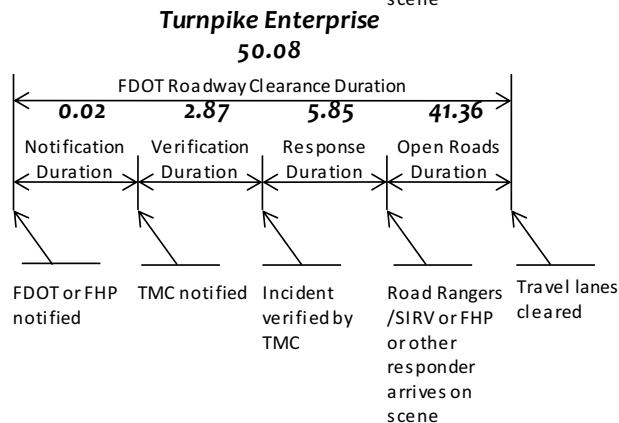 scene
Turnpike Enterprise
50.08
FDOT Roadway Clearance Duration
0.02 2.87 5.85 41.36
Notification Verification Response Open Roads
Duration Duration Duration Duration
FDOT or FHP
notified
TMC notified
Incident
verified by
TMC
Road Rangers
/SIRV or FHP
or other
responder
arrives on
scene
Travel lanes
cleared